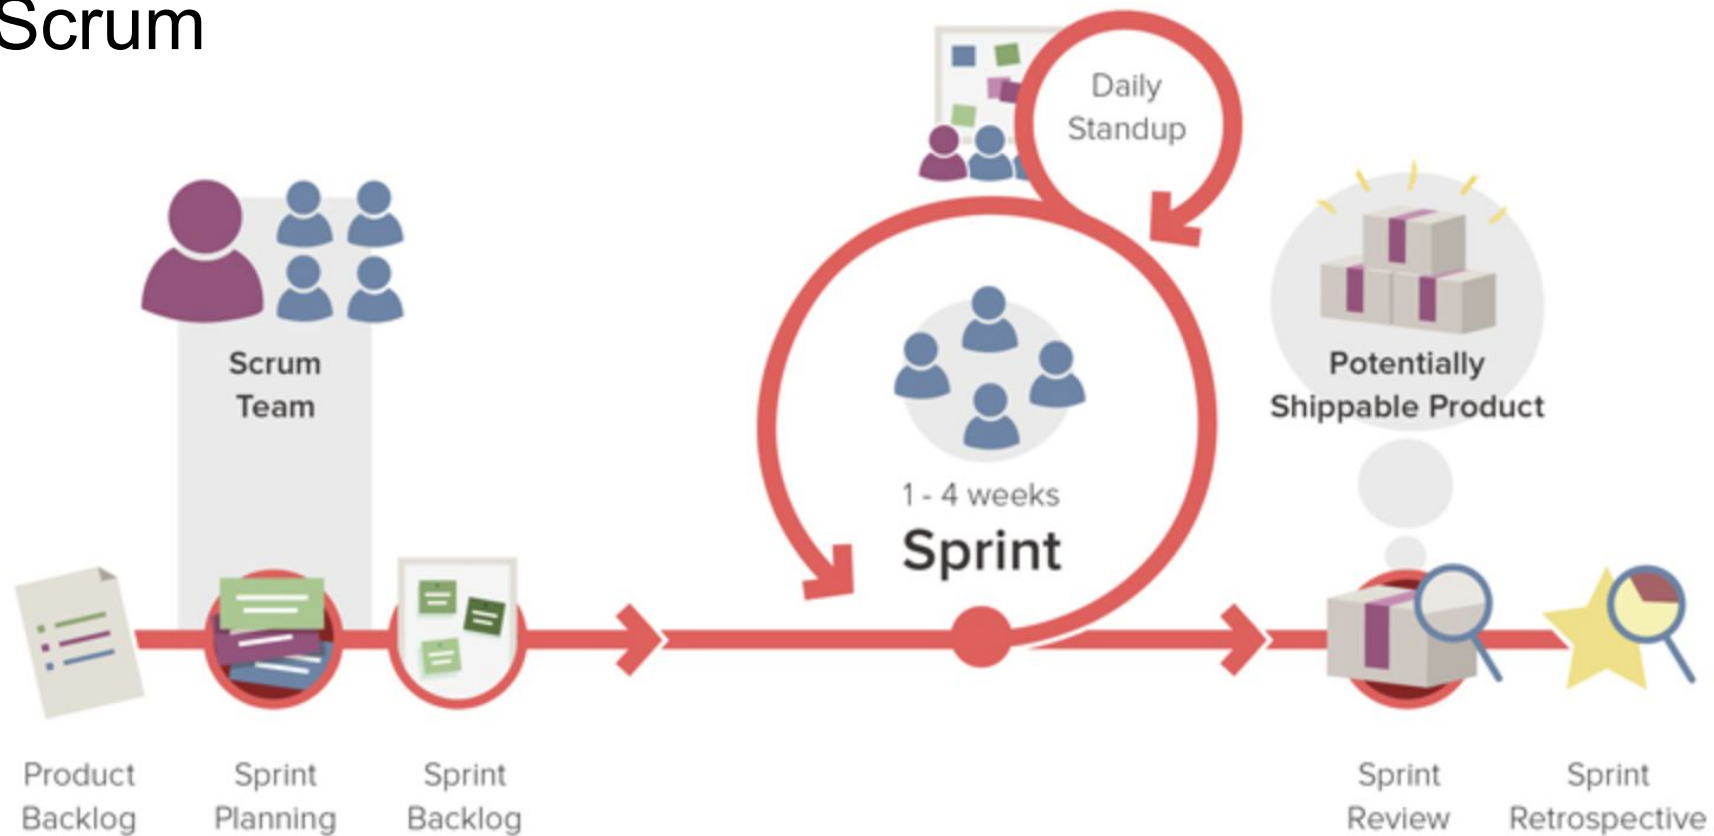 Scrum
Daily
Standup
Scrum
Team
Potentially
Shippable Product
1 - 4 weeks
Sprint
Product
Backlog
Sprint
Planning
Sprint
Backlog
Sprint
Review
Sprint
Retrospective